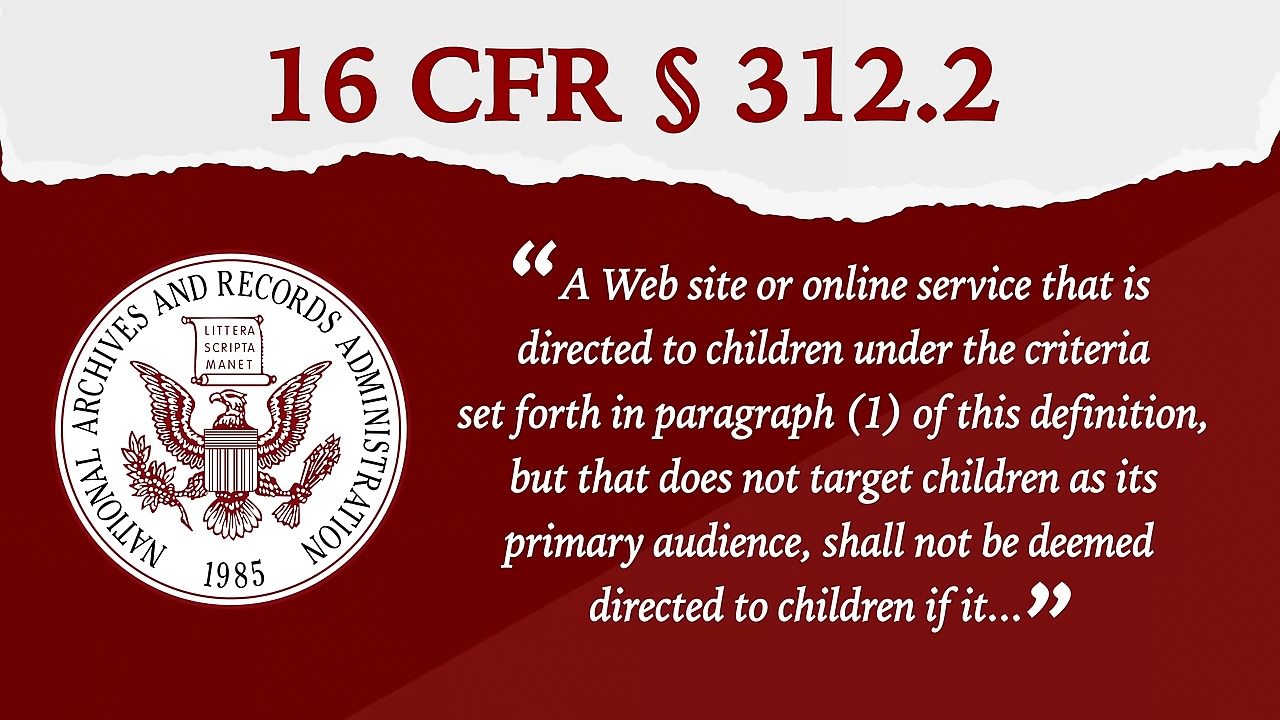 16 CFR § 312.2
NATIONAL ARCHIVES AND RECORDS ADMINISTRATION
LITTERA
SCRIPTA
MANET
1985
“A Web site or online service that is
directed to children under the criteria
set forth in paragraph (1) of this definition,
but that does not target children as its
primary audience, shall not be deemed
directed to children if it...”